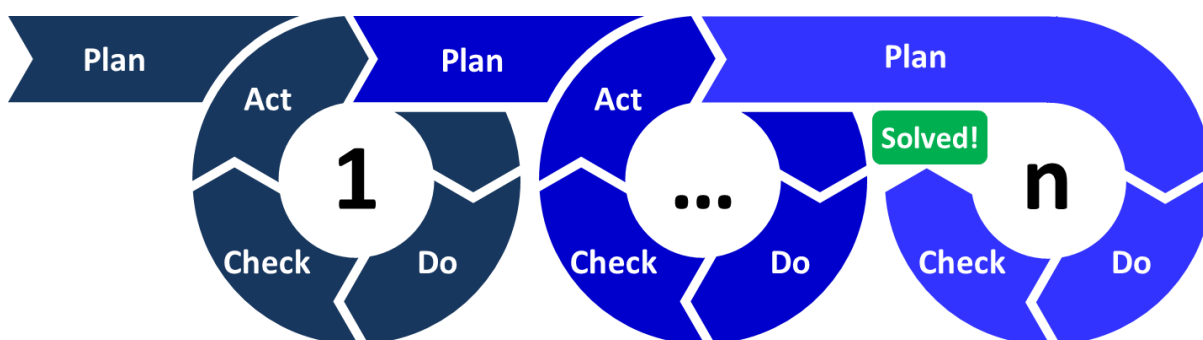 Plan
Plan
Plan
Act
Act
Solved!
1
...
n
Check
Do
Check
Do
Check
Do